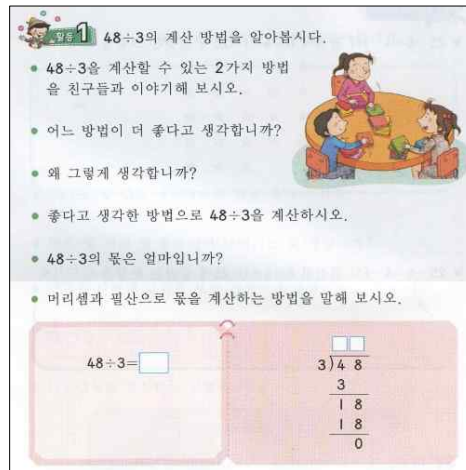 활동 1 48÷3의 계산 방법을 알아봅시다.
• 48÷3을 계산할 수 있는 2가지 방법
을 친구들과 이야기해 보시오.
• 어느 방법이 더 좋다고 생각합니까?
• 왜 그렇게 생각합니까?
• 좋다고 생각한 방법으로 48÷3을 계산하시오.
• 48÷3의 몫은 얼마입니까?
• 머리셈과 필산으로 몫을 계산하는 방법을 말해 보시오.
48÷3=□
□□
3)4 8
3
1 8
1 8
0